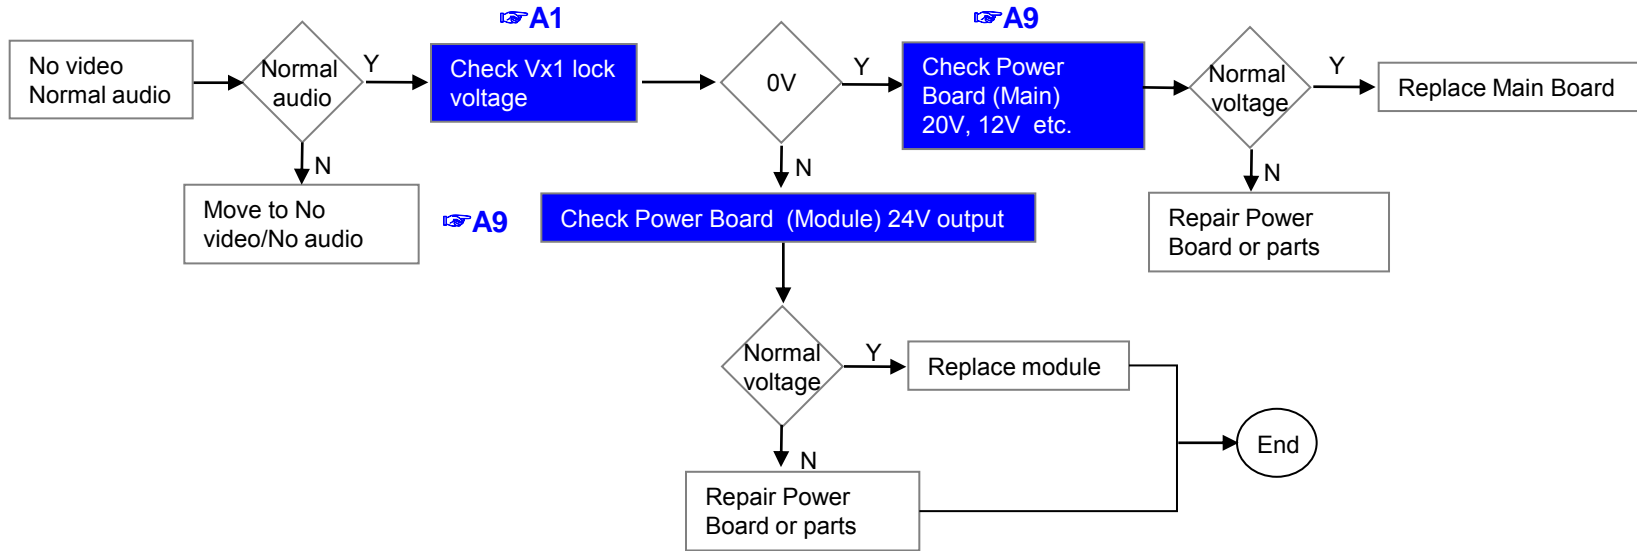 ☞A1
☞A9
No video
Normal audio
Normal
audio
Y
Check Vx1 lock
voltage
0V
Y
Check Power
Board (Main)
20V, 12V etc.
Normal
voltage
Y
Replace Main Board
N
Move to No
video/No audio
N
☞A9
Check Power Board (Module) 24V output
N
Repair Power
Board or parts
Normal
voltage
Y
Replace module
End
N
Repair Power
Board or parts